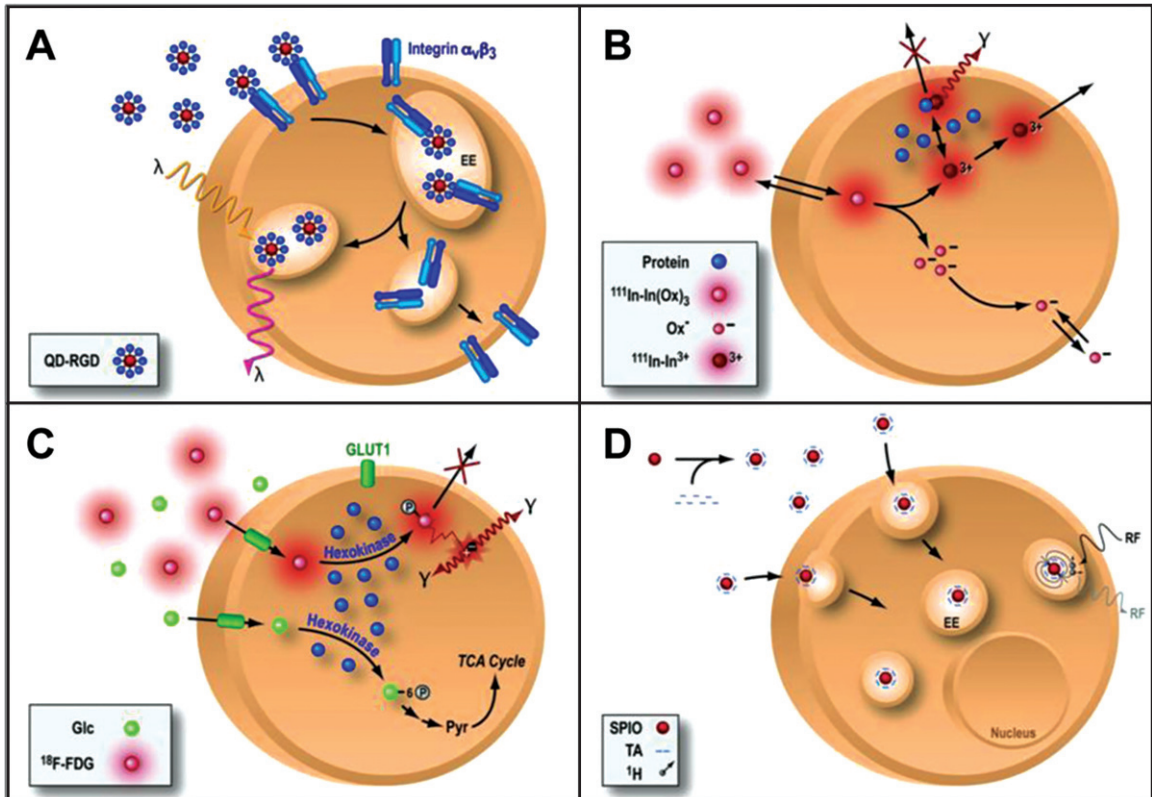 A
Integrin αvβ3
EE
λ
λ
QD-RGD
B
γ
3+
3+
Protein
¹¹¹In-In(Ox)₃
Ox⁻
¹¹¹In-In³⁺ 3+
C
GLUT1
P
γ
γ
Hexokinase
Hexokinase
6 P
TCA Cycle
Pyr
Glc
¹⁸F-FDG
D
RF
RF
EE
Nucleus
SPIO
TA
¹H